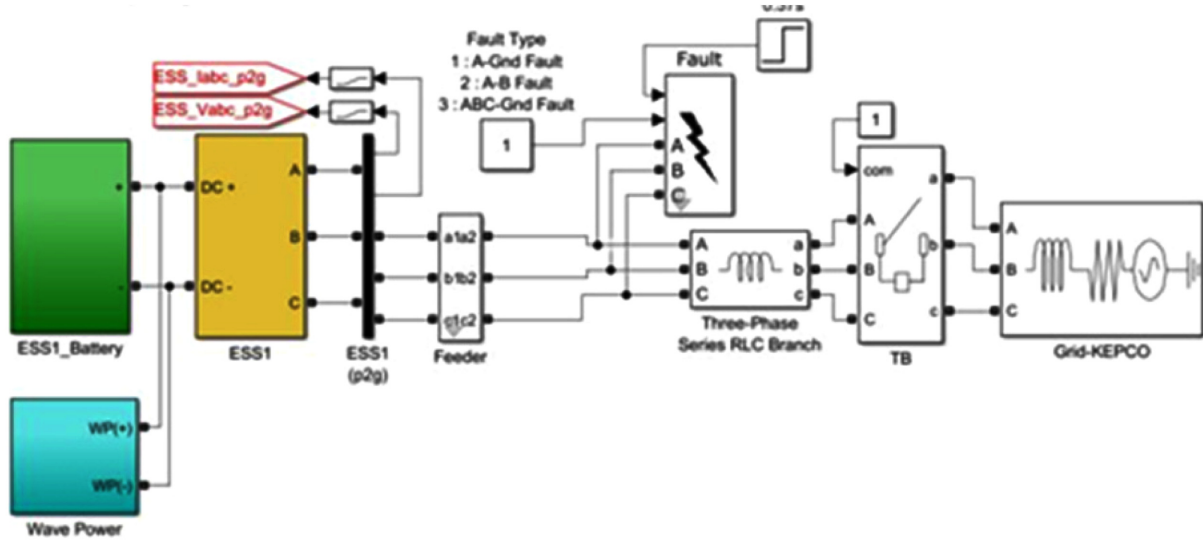 Fault Type
1 : A-Gnd Fault
2 : A-B Fault
3 : ABC-Gnd Fault
1
Fault
A
B
C
ESS_Iabc_p2g
ESS_Vabc_p2g
+
-
ESS1_Battery
DC +
DC -
A
B
C
ESS1
ESS1
(p2g)
a1a2
b1b2
c1c2
Feeder
A
B
C
a
b
c
Three-Phase
Series RLC Branch
1
com
A
B
C
a
b
c
TB
A
B
C
Grid-KEPCO
WP(+)
WP(-)
Wave Power